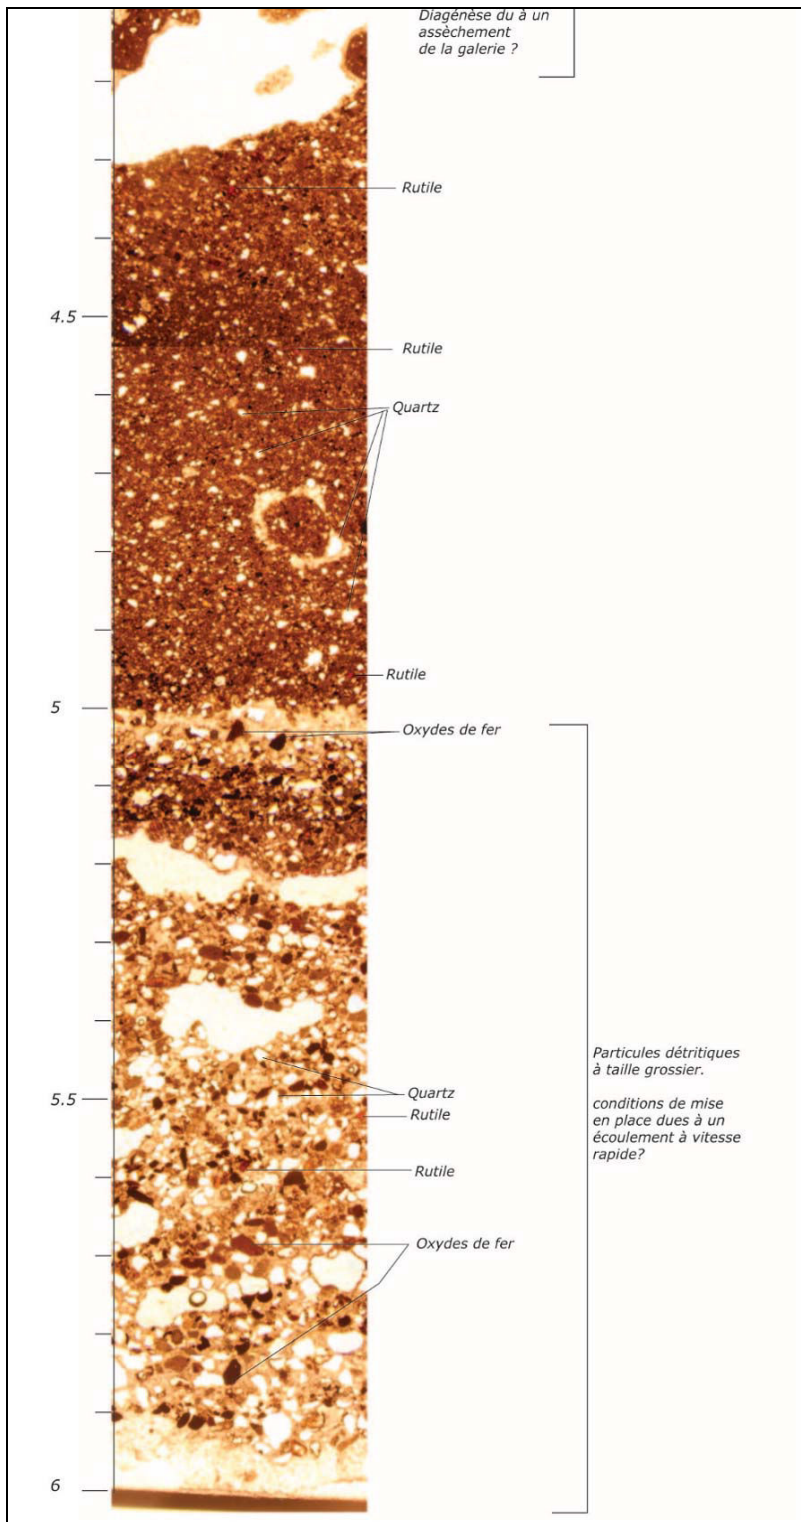 Diagénèse du à un
assèchement
de la galerie ?
Rutile
4.5
Rutile
Quartz
Rutile
5
Oxydes de fer
Particules détritiques
à taille grossier.
conditions de mise
en place dues à un
écoulement à vitesse
rapide?
5.5
Quartz
Rutile
Rutile
Oxydes de fer
6